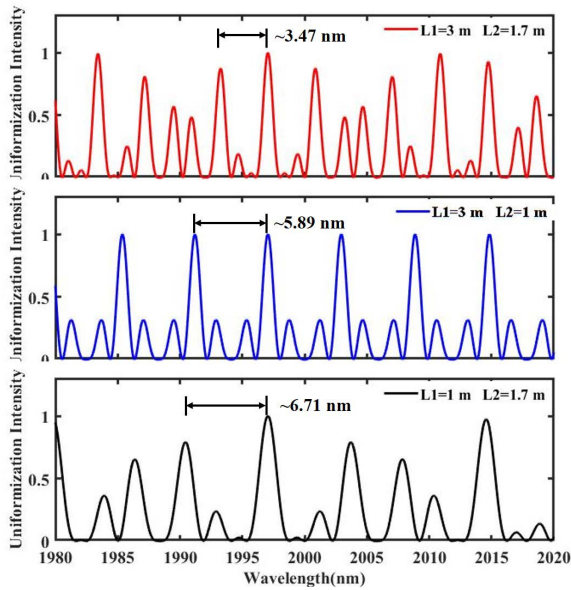 Uniformization Intensity
1
0.5
0
~3.47 nm
L1=3 m L2=1.7 m
Uniformization Intensity
1
0.5
0
~5.89 nm
L1=3 m L2=1 m
Uniformization Intensity
1
0.5
0
~6.71 nm
L1=1 m L2=1.7 m
1980 1985 1990 1995 2000 2005 2010 2015 2020
Wavelength(nm)